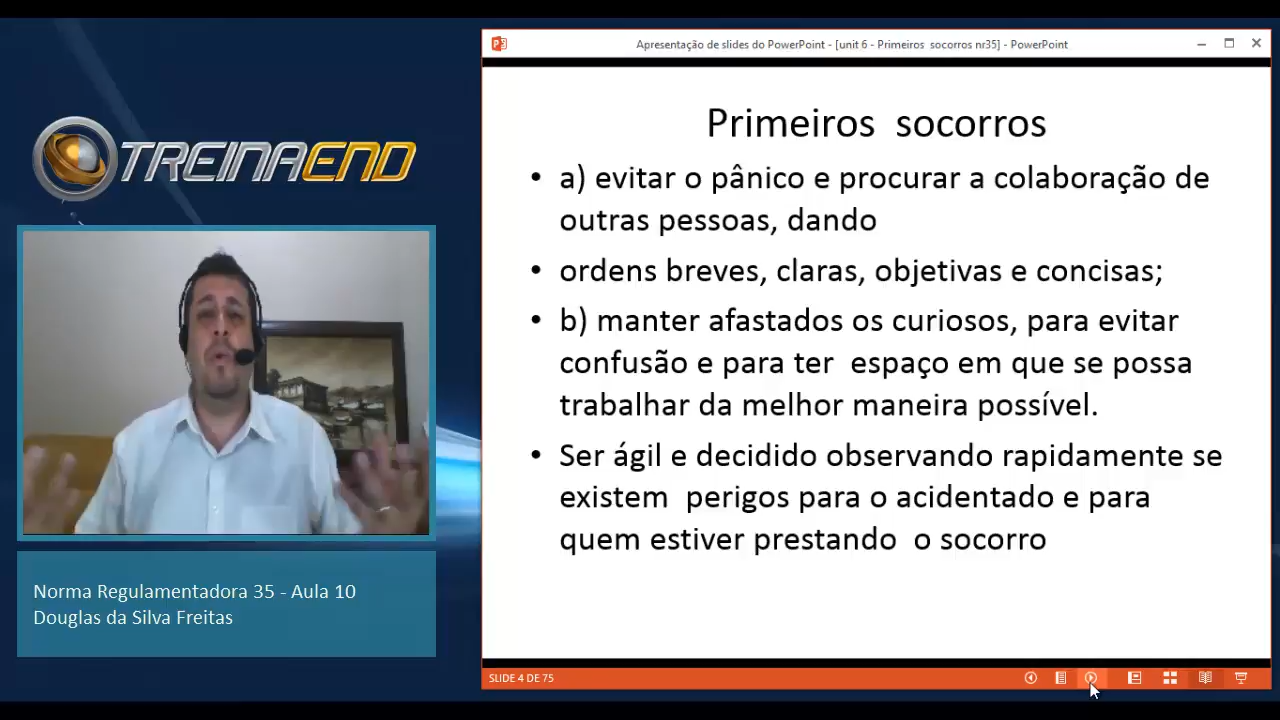 TREINAEND
Norma Regulamentadora 35 - Aula 10
Douglas da Silva Freitas
Apresentação de slides do PowerPoint - [unit 6 - Primeiros  socorros nr35] - PowerPoint
Primeiros  socorros
• a) evitar o pânico e procurar a colaboração de
outras pessoas, dando
• ordens breves, claras, objetivas e concisas;
• b) manter afastados os curiosos, para evitar
confusão e para ter  espaço em que se possa
trabalhar da melhor maneira possível.
• Ser ágil e decidido observando rapidamente se
existem  perigos para o acidentado e para
quem estiver prestando  o socorro
SLIDE 4 DE 75